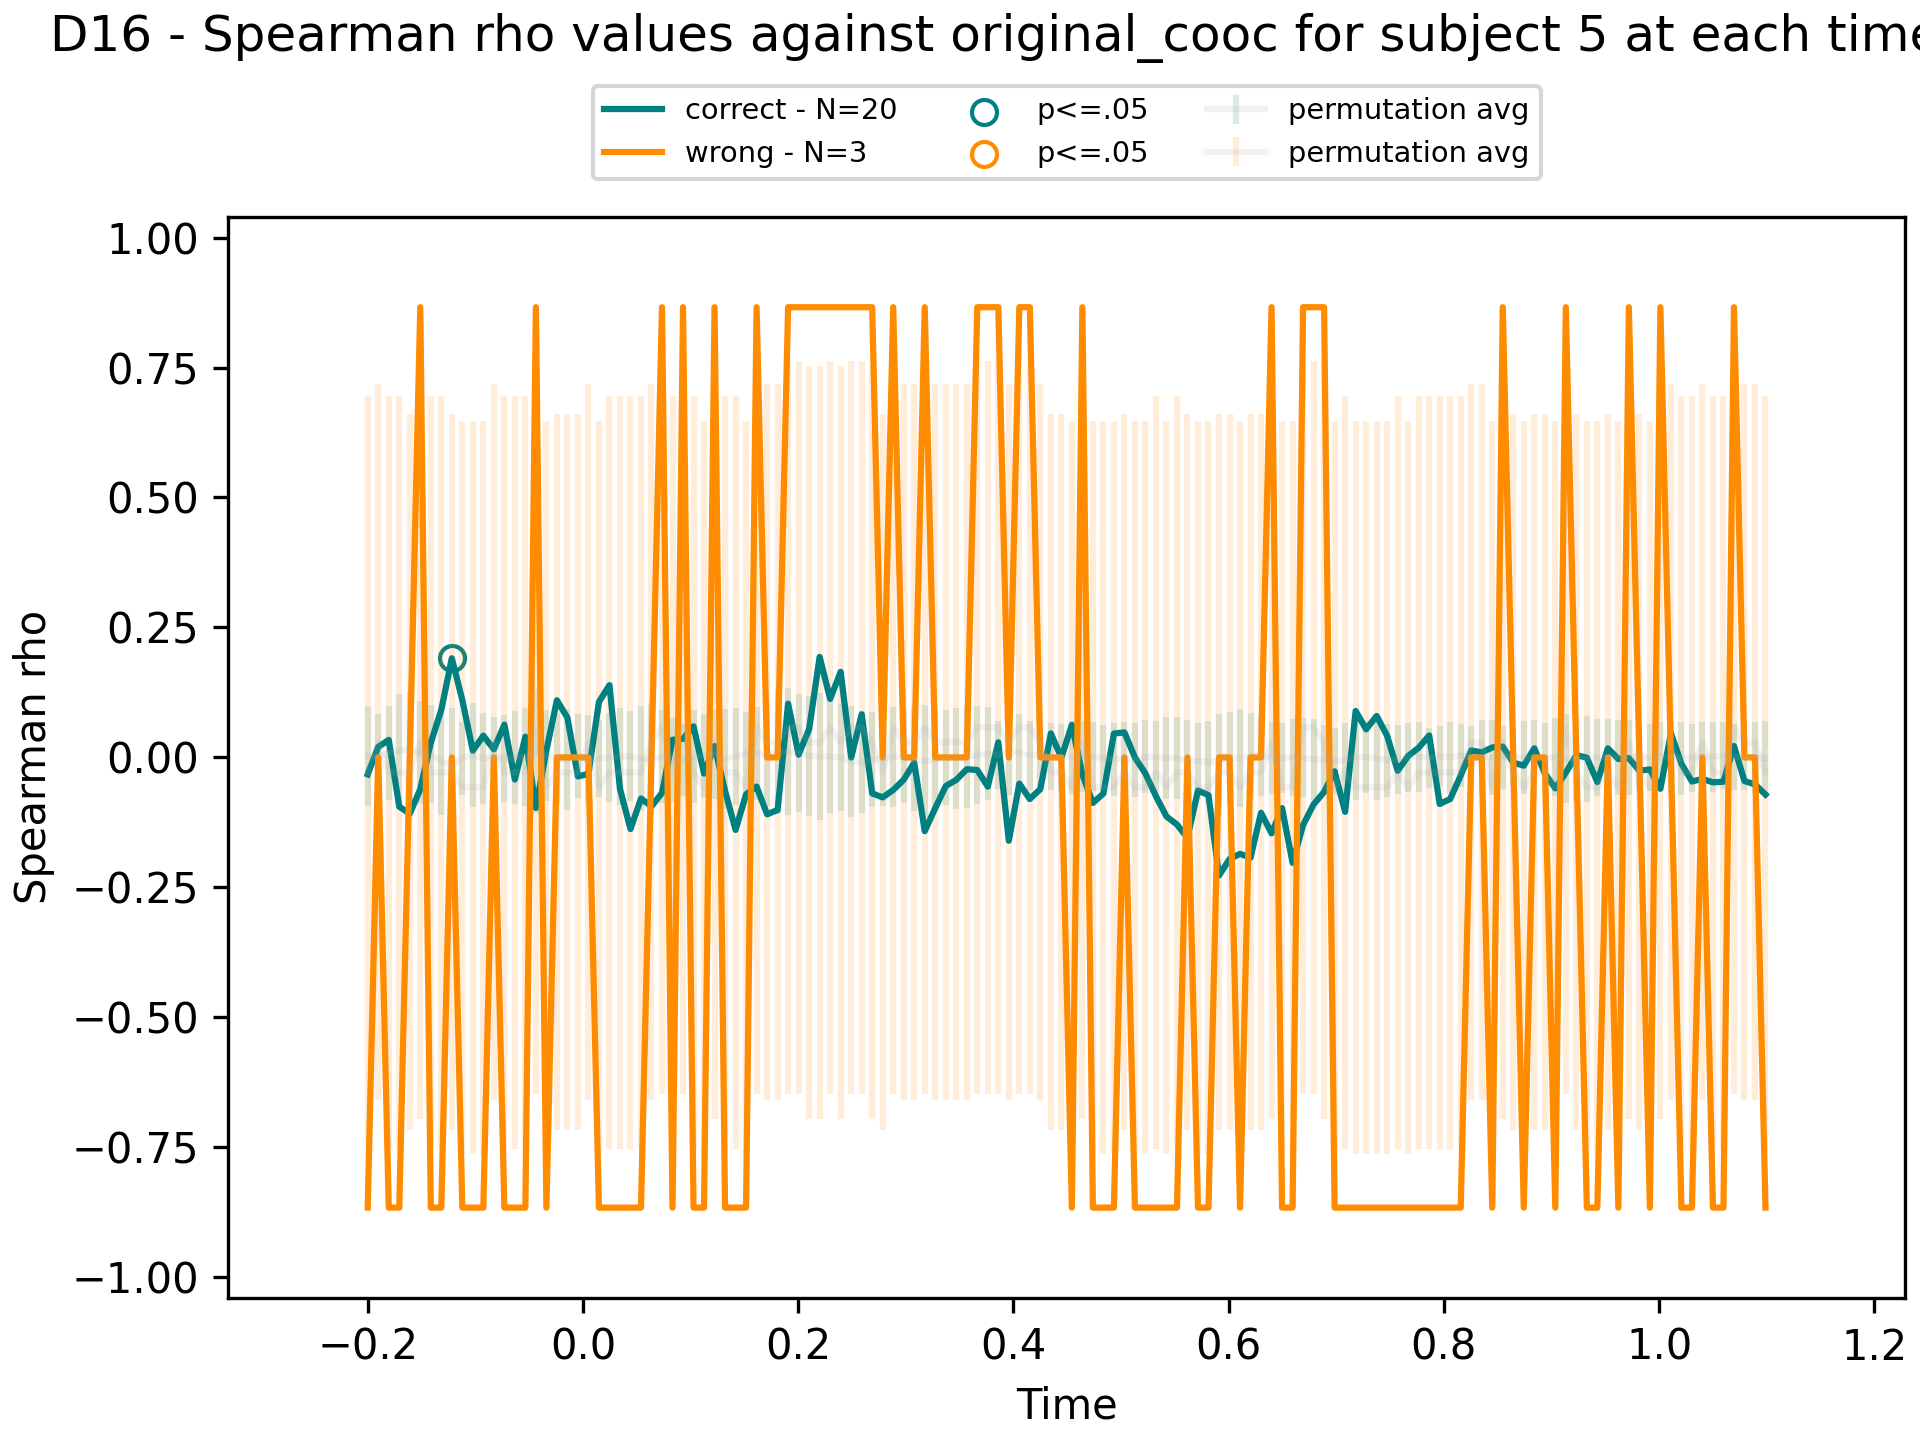 D16 - Spearman rho values against original_cooc for subject 5 at each time
correct - N=20 p<=.05 permutation avg
wrong - N=3 p<=.05 permutation avg
1.00
0.75
0.50
0.25
0.00
−0.25
−0.50
−0.75
−1.00
Spearman rho
−0.2 0.0 0.2 0.4 0.6 0.8 1.0 1.2
Time